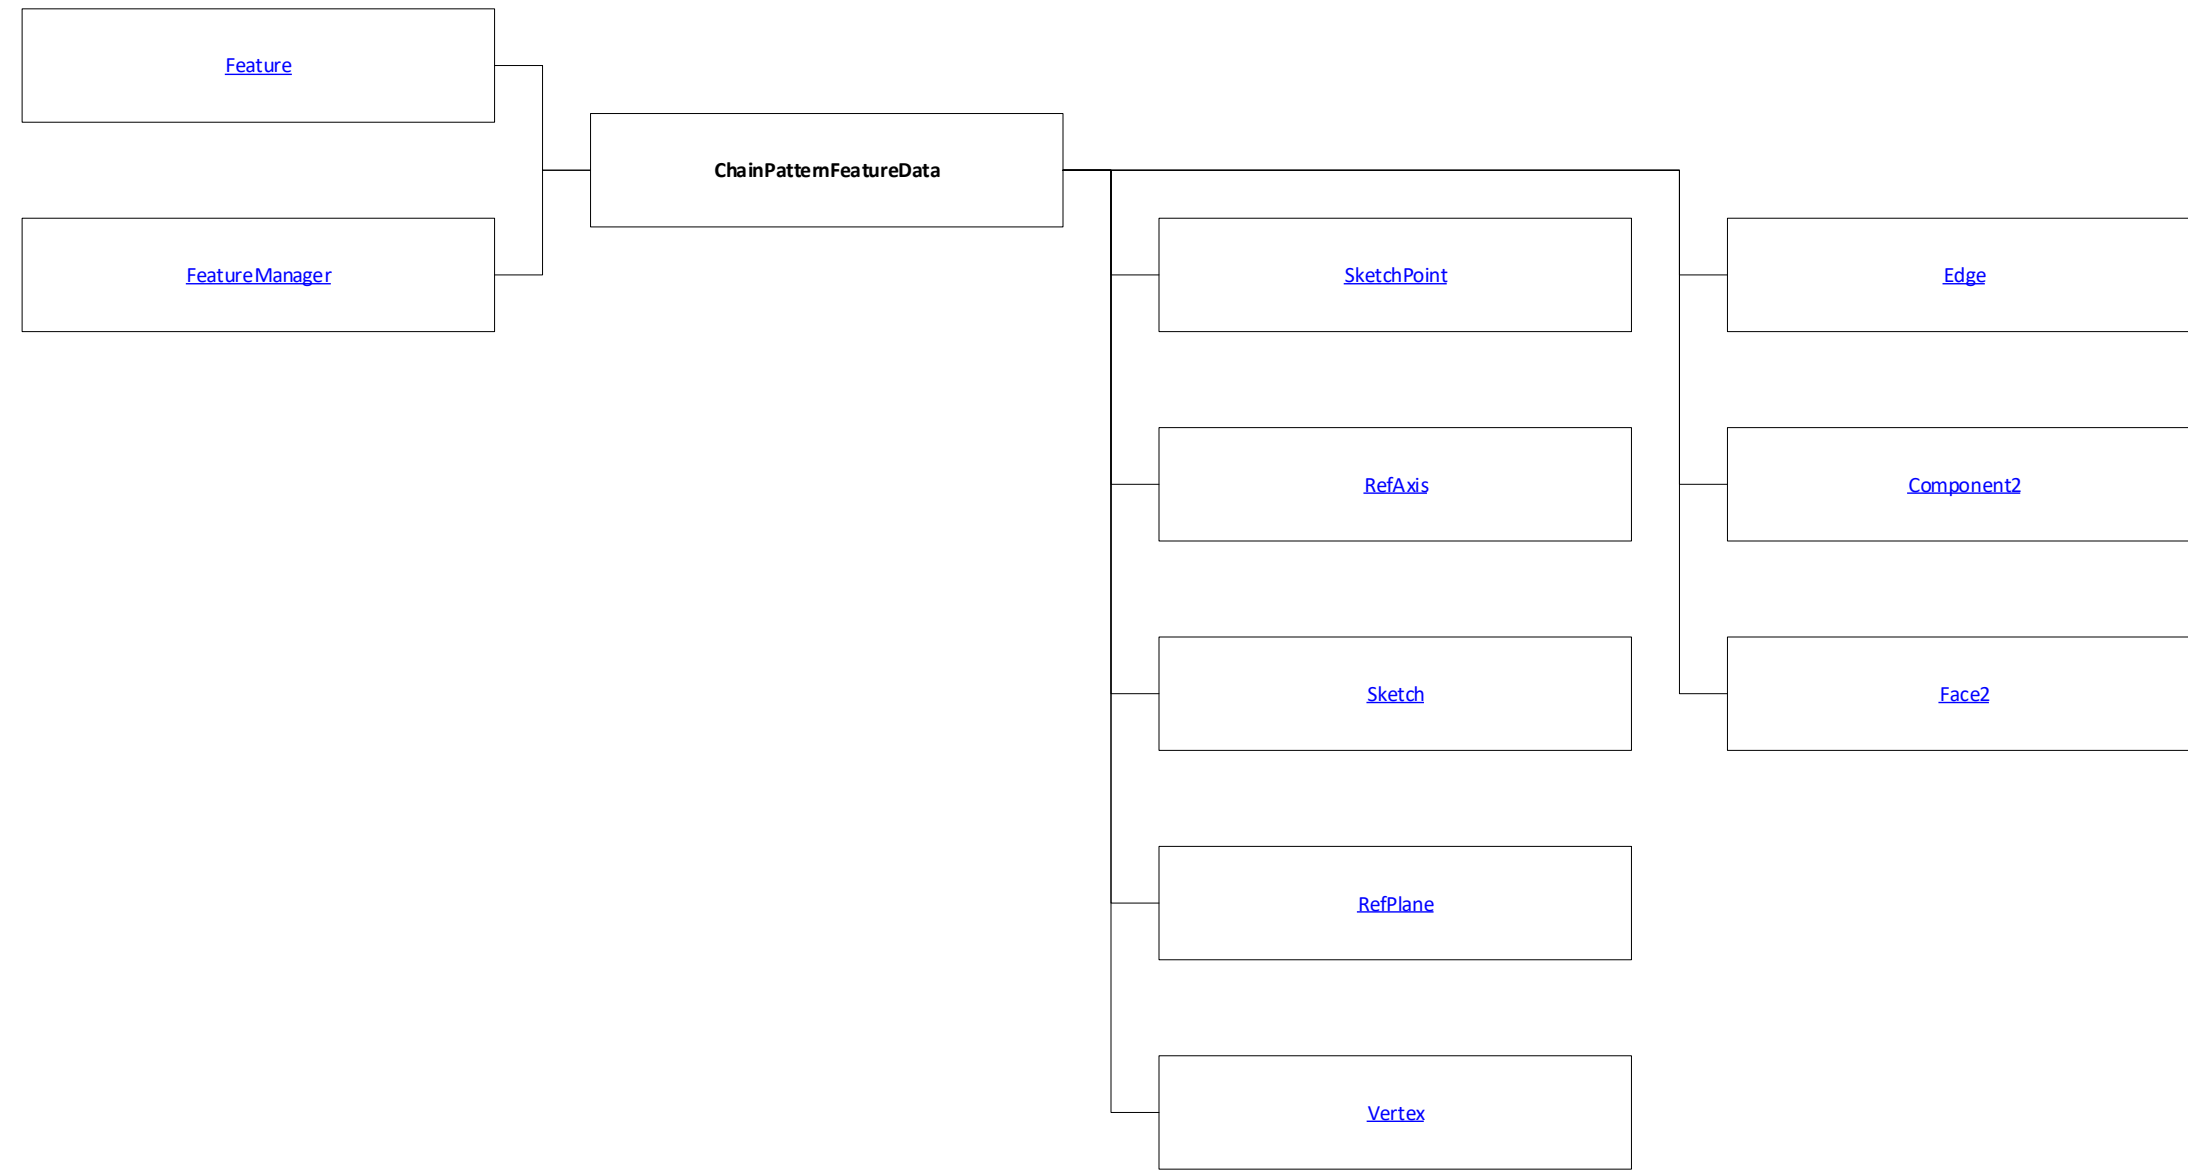 Feature
ChainPatternFeatureData
FeatureManager
SketchPoint
Edge
RefAxis
Component2
Sketch
Face2
RefPlane
Vertex